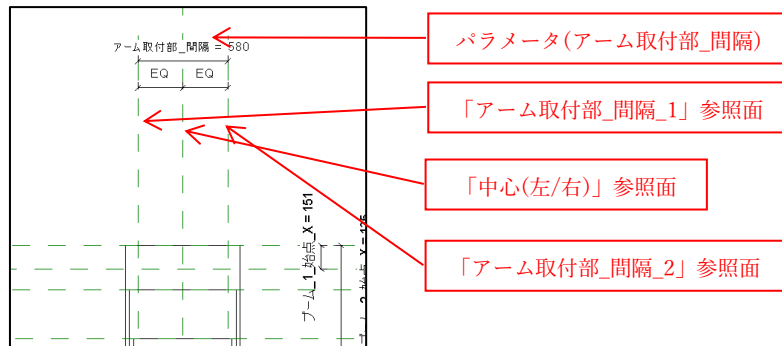 アーム取付部_間隔 = 580
EQ EQ
パラメータ(アーム取付部_間隔)
「アーム取付部_間隔_1」参照面
「中心(左/右)」参照面
「アーム取付部_間隔_2」参照面
ブーム_1_始点_X = 151